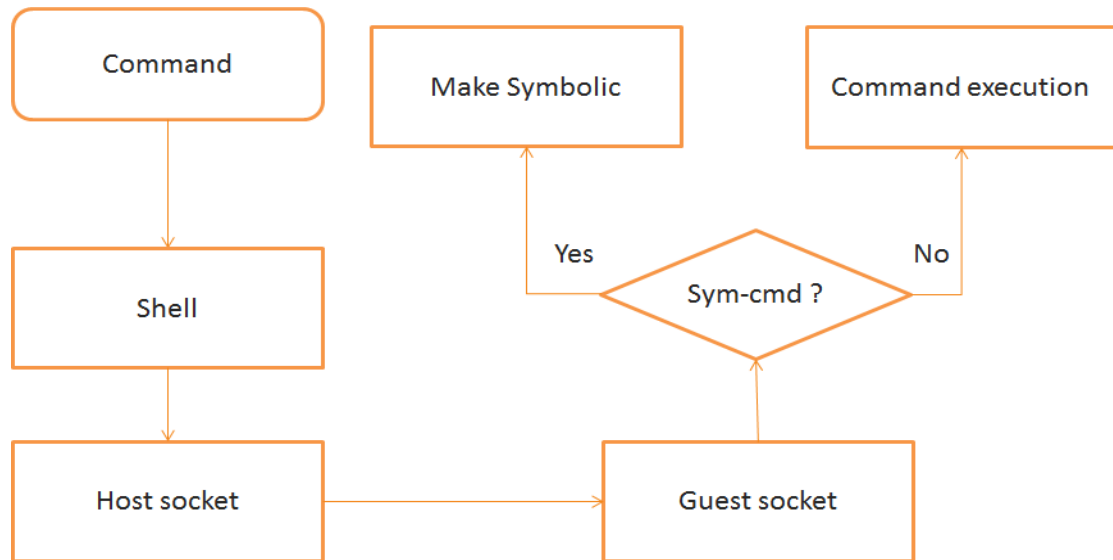 Command
Make Symbolic
Command execution
Yes
No
Sym-cmd ?
Shell
Host socket
Guest socket